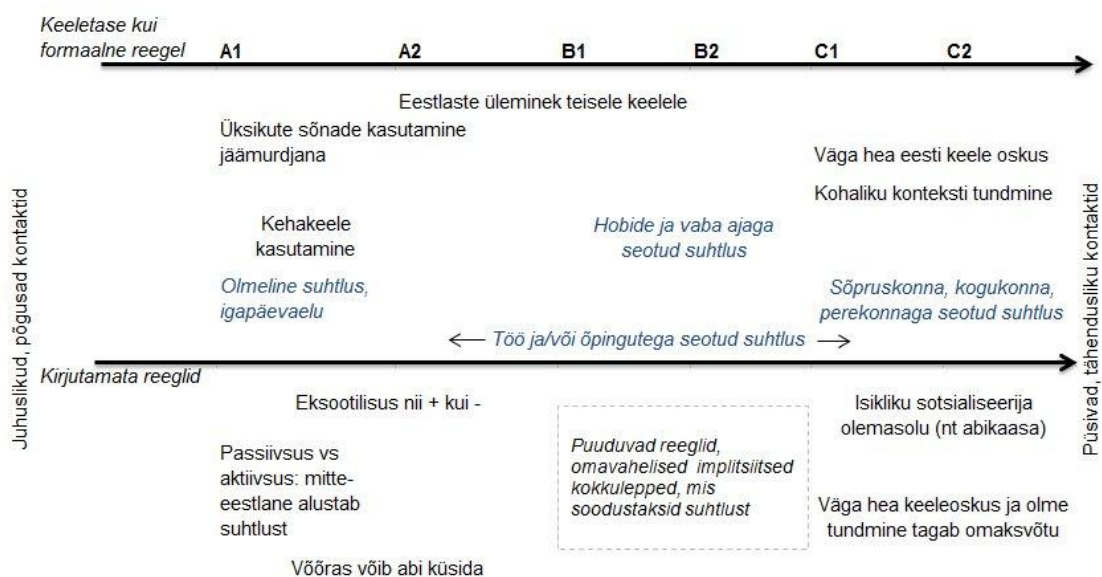 Keeletase kui
formaalne reegel
A1 A2 B1 B2 C1 C2
Eestlaste üleminek teisele keelele
Üksikute sõnade kasutamine
jäämurdjana
Väga hea eesti keele oskus
Kohaliku konteksti tundmine
Kehakeele
kasutamine
Hobide ja vaba ajaga
seotud suhtlus
Olmeline suhtlus,
igapäevaelu
Sõpruskonna, kogukonna,
perekonnaga seotud suhtlus
Töö ja/või õpingutega seotud suhtlus
Juhuslikud, põgusad kontaktid
Püsivad, tähendusliku kontaktid
Kirjutamata reeglid
Eksootilisus nii + kui -
Passiivsus vs
aktiivsus: mitte-
eestlane alustab
suhtlust
Võõras võib abi küsida
Puuduvad reeglid,
omavahelised implitsiitsed
kokkulepped, mis
soodustaksid suhtlust
Isikliku sotsialiseerija
olemasolu (nt abikaasa)
Väga hea keeleoskus ja olme
tundmine tagab omaksvõtu